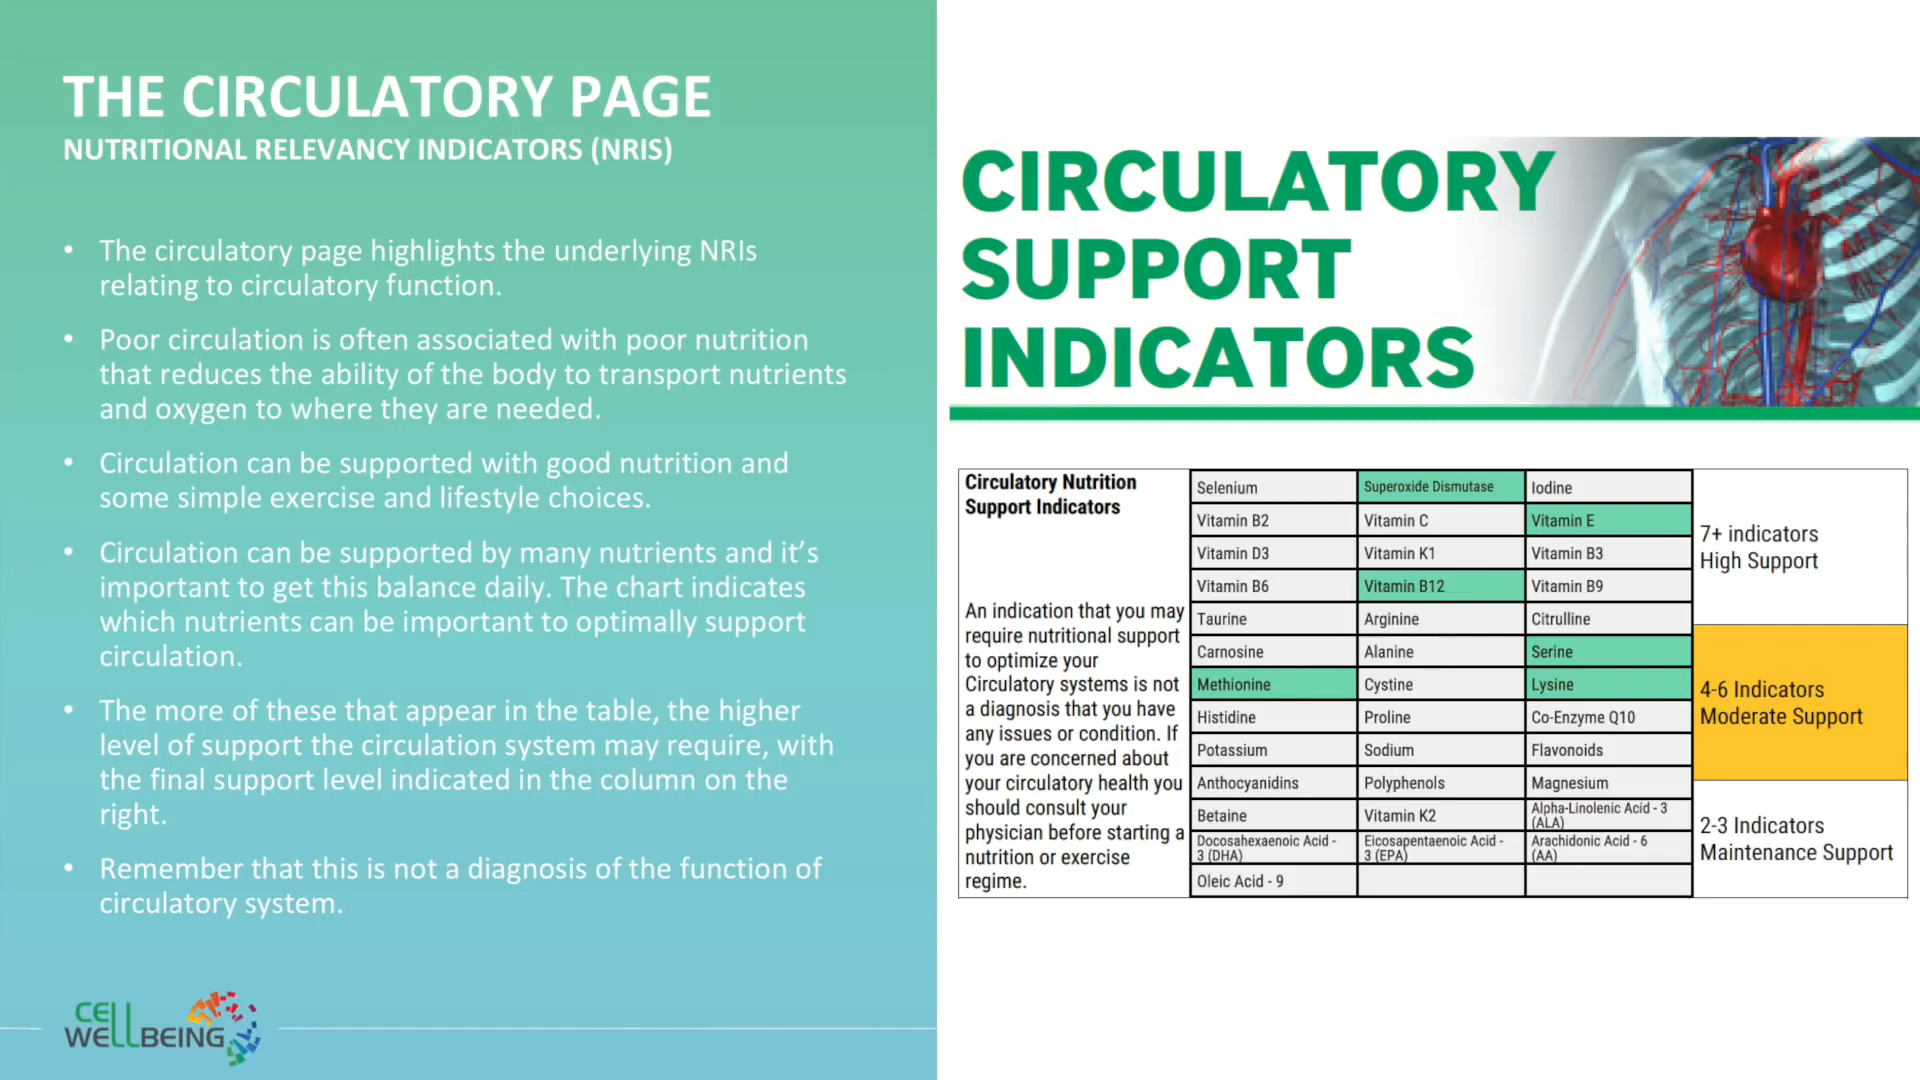 THE CIRCULATORY PAGE
NUTRITIONAL RELEVANCY INDICATORS (NRIS)
• The circulatory page highlights the underlying NRIs
relating to circulatory function.
• Poor circulation is often associated with poor nutrition
that reduces the ability of the body to transport nutrients
and oxygen to where they are needed.
• Circulation can be supported with good nutrition and
some simple exercise and lifestyle choices.
• Circulation can be supported by many nutrients and it’s
important to get this balance daily. The chart indicates
which nutrients can be important to optimally support
circulation.
• The more of these that appear in the table, the higher
level of support the circulation system may require, with
the final support level indicated in the column on the
right.
• Remember that this is not a diagnosis of the function of
circulatory system.
CELL
WELLBEING
CIRCULATORY
SUPPORT
INDICATORS
Circulatory Nutrition
Support Indicators
An indication that you may
require nutritional support
to optimize your
Circulatory systems is not
a diagnosis that you have
any issues or condition. If
you are concerned about
your circulatory health you
should consult your
physician before starting a
nutrition or exercise
regime.
Selenium Superoxide Dismutase Iodine
Vitamin B2 Vitamin C Vitamin E
Vitamin D3 Vitamin K1 Vitamin B3
Vitamin B6 Vitamin B12 Vitamin B9
Taurine Arginine Citrulline
Carnosine Alanine Serine
Methionine Cystine Lysine
Histidine Proline Co-Enzyme Q10
Potassium Sodium Flavonoids
Anthocyanidins Polyphenols Magnesium
Betaine Vitamin K2 Alpha-Linolenic Acid - 3
(ALA)
Docosahexaenoic Acid - Eicosapentaenoic Acid - Arachidonic Acid - 6
3 (DHA) 3 (EPA) (AA)
Oleic Acid - 9
7+ indicators
High Support
4-6 Indicators
Moderate Support
2-3 Indicators
Maintenance Support